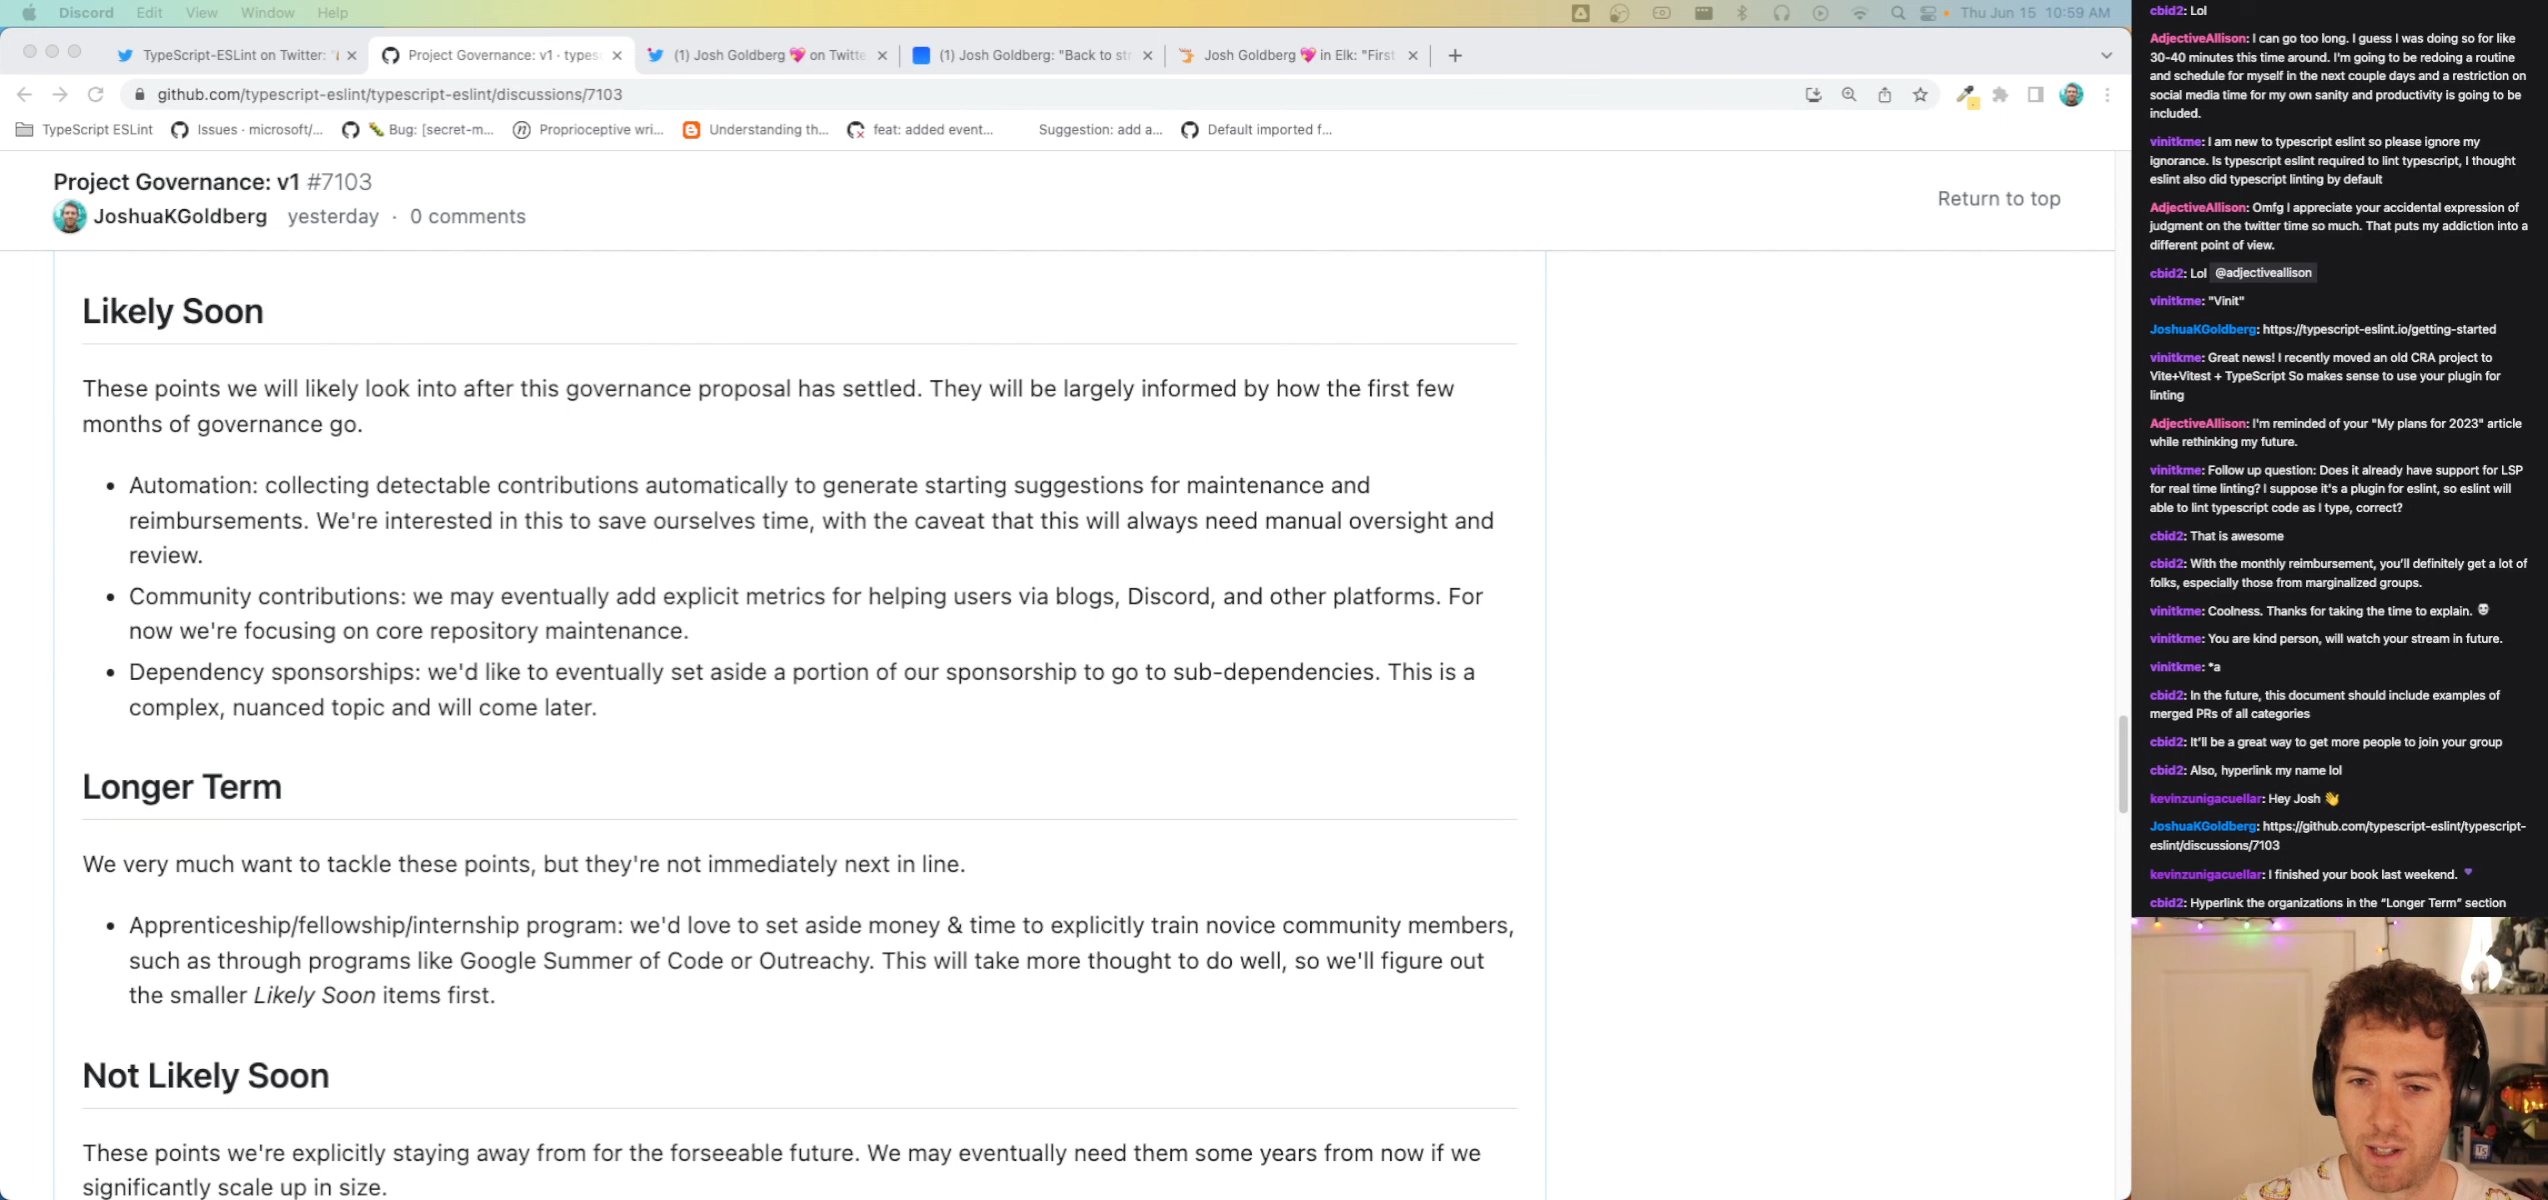 Discord Edit View Window Help Thu Jun 15 10:59 AM
TypeScript-ESLint on Twitter: Project Governance: v1 · types (1) Josh Goldberg 💖 on Twitte (1) Josh Goldberg: "Back to str Josh Goldberg 💖 in Elk: "First
github.com/typescript-eslint/typescript-eslint/discussions/7103
TypeScript ESLint Issues · microsoft/... 🐛 Bug: [secret-m... Proprioceptive wri... Understanding th... feat: added event... Suggestion: add a... Default imported f...
Project Governance: v1 #7103
JoshuaKGoldberg yesterday · 0 comments
Return to top
Likely Soon
These points we will likely look into after this governance proposal has settled. They will be largely informed by how the first few
months of governance go.
• Automation: collecting detectable contributions automatically to generate starting suggestions for maintenance and
reimbursements. We're interested in this to save ourselves time, with the caveat that this will always need manual oversight and
review.
• Community contributions: we may eventually add explicit metrics for helping users via blogs, Discord, and other platforms. For
now we're focusing on core repository maintenance.
• Dependency sponsorships: we'd like to eventually set aside a portion of our sponsorship to go to sub-dependencies. This is a
complex, nuanced topic and will come later.
Longer Term
We very much want to tackle these points, but they're not immediately next in line.
• Apprenticeship/fellowship/internship program: we'd love to set aside money & time to explicitly train novice community members,
such as through programs like Google Summer of Code or Outreachy. This will take more thought to do well, so we'll figure out
the smaller Likely Soon items first.
Not Likely Soon
These points we're explicitly staying away from for the forseeable future. We may eventually need them some years from now if we
significantly scale up in size.
cbid2: Lol
AdjectiveAllison: I can go too long. I guess I was doing so for like
30-40 minutes this time around. I'm going to be redoing a routine
and schedule for myself in the next couple days and a restriction on
social media time for my own sanity and productivity is going to be
included.
vinitkme: I am new to typescript eslint so please ignore my
ignorance. Is typescript eslint required to lint typescript, I thought
eslint also did typescript linting by default
AdjectiveAllison: Omfg I appreciate your accidental expression of
judgment on the twitter time so much. That puts my addiction into a
different point of view.
cbid2: Lol @adjectiveallison
vinitkme: "Vinit"
JoshuaKGoldberg: https://typescript-eslint.io/getting-started
vinitkme: Great news! I recently moved an old CRA project to
Vite+Vitest + TypeScript So makes sense to use your plugin for
linting
AdjectiveAllison: I'm reminded of your "My plans for 2023" article
while rethinking my future.
vinitkme: Follow up question: Does it already have support for LSP
for real time linting? I suppose it's a plugin for eslint, so eslint will
able to lint typescript code as I type, correct?
cbid2: That is awesome
cbid2: With the monthly reimbursement, you'll definitely get a lot of
folks, especially those from marginalized groups.
vinitkme: Coolness. Thanks for taking the time to explain.
vinitkme: You are kind person, will watch your stream in future.
vinitkme: *a
cbid2: In the future, this document should include examples of
merged PRs of all categories
cbid2: It'll be a great way to get more people to join your group
cbid2: Also, hyperlink my name lol
kevinzunigacuellar: Hey Josh 👋
JoshuaKGoldberg: https://github.com/typescript-eslint/typescript-
eslint/discussions/7103
kevinzunigacuellar: I finished your book last weekend. 💜
cbid2: Hyperlink the organizations in the “Longer Term” section